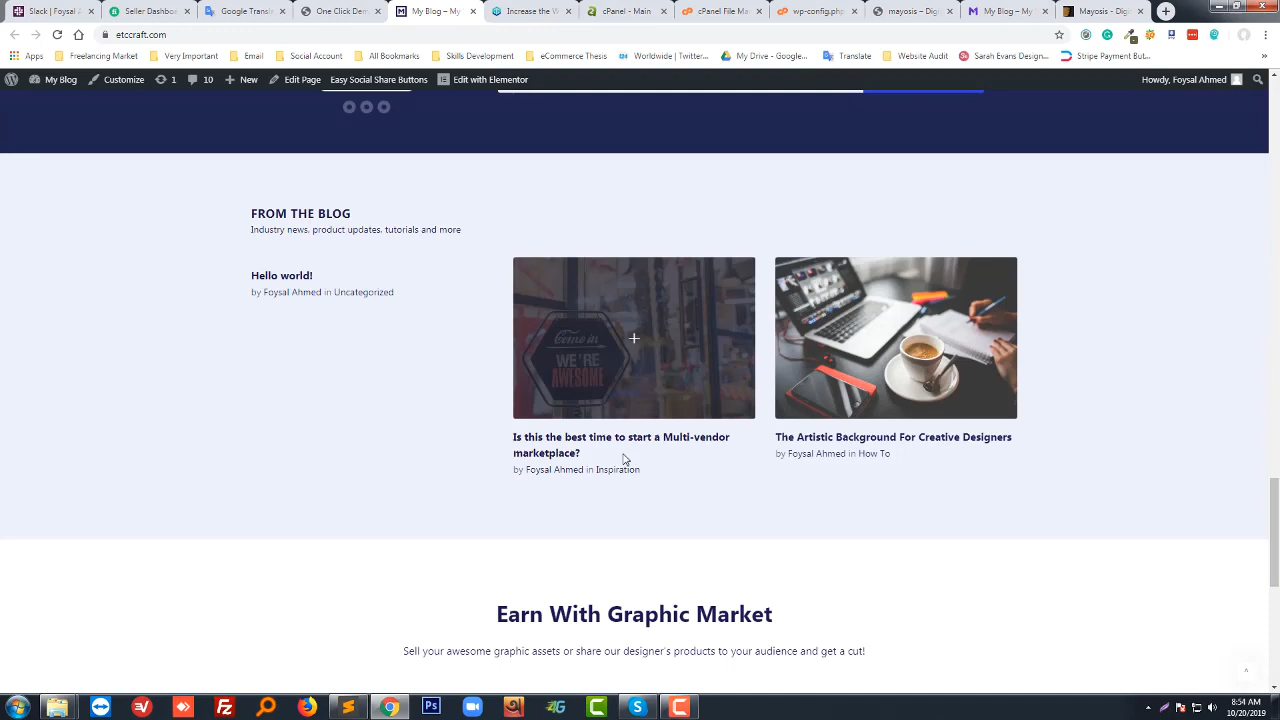 Slack | Foysal A
Seller Dashboa
Google Transl
One Click Dem
My Blog – My
Increase the W
cPanel - Main
cPanel File Ma
wp-config.php
mayosis – Digi
My Blog – My
Mayosis - Digi
etccraft.com
Apps
Freelancing Market
Very Important
Email
Social Account
All Bookmarks
Skills Development
eCommerce Thesis
Worldwide | Twitter...
My Drive - Google...
Translate
Website Audit
Sarah Evans Design...
Stripe Payment But...
My Blog
Customize
1
10
New
Edit Page
Easy Social Share Buttons
Edit with Elementor
Howdy, Foysal Ahmed
FROM THE BLOG
Industry news, product updates, tutorials and more
Hello world!
by Foysal Ahmed in Uncategorized
Come in
WE'RE
AWESOME
Is this the best time to start a Multi-vendor
marketplace?
by Foysal Ahmed in Inspiration
The Artistic Background For Creative Designers
by Foysal Ahmed in How To
Earn With Graphic Market
Sell your awesome graphic assets or share our designer's products to your audience and get a cut!
8:54 AM
10/20/2019